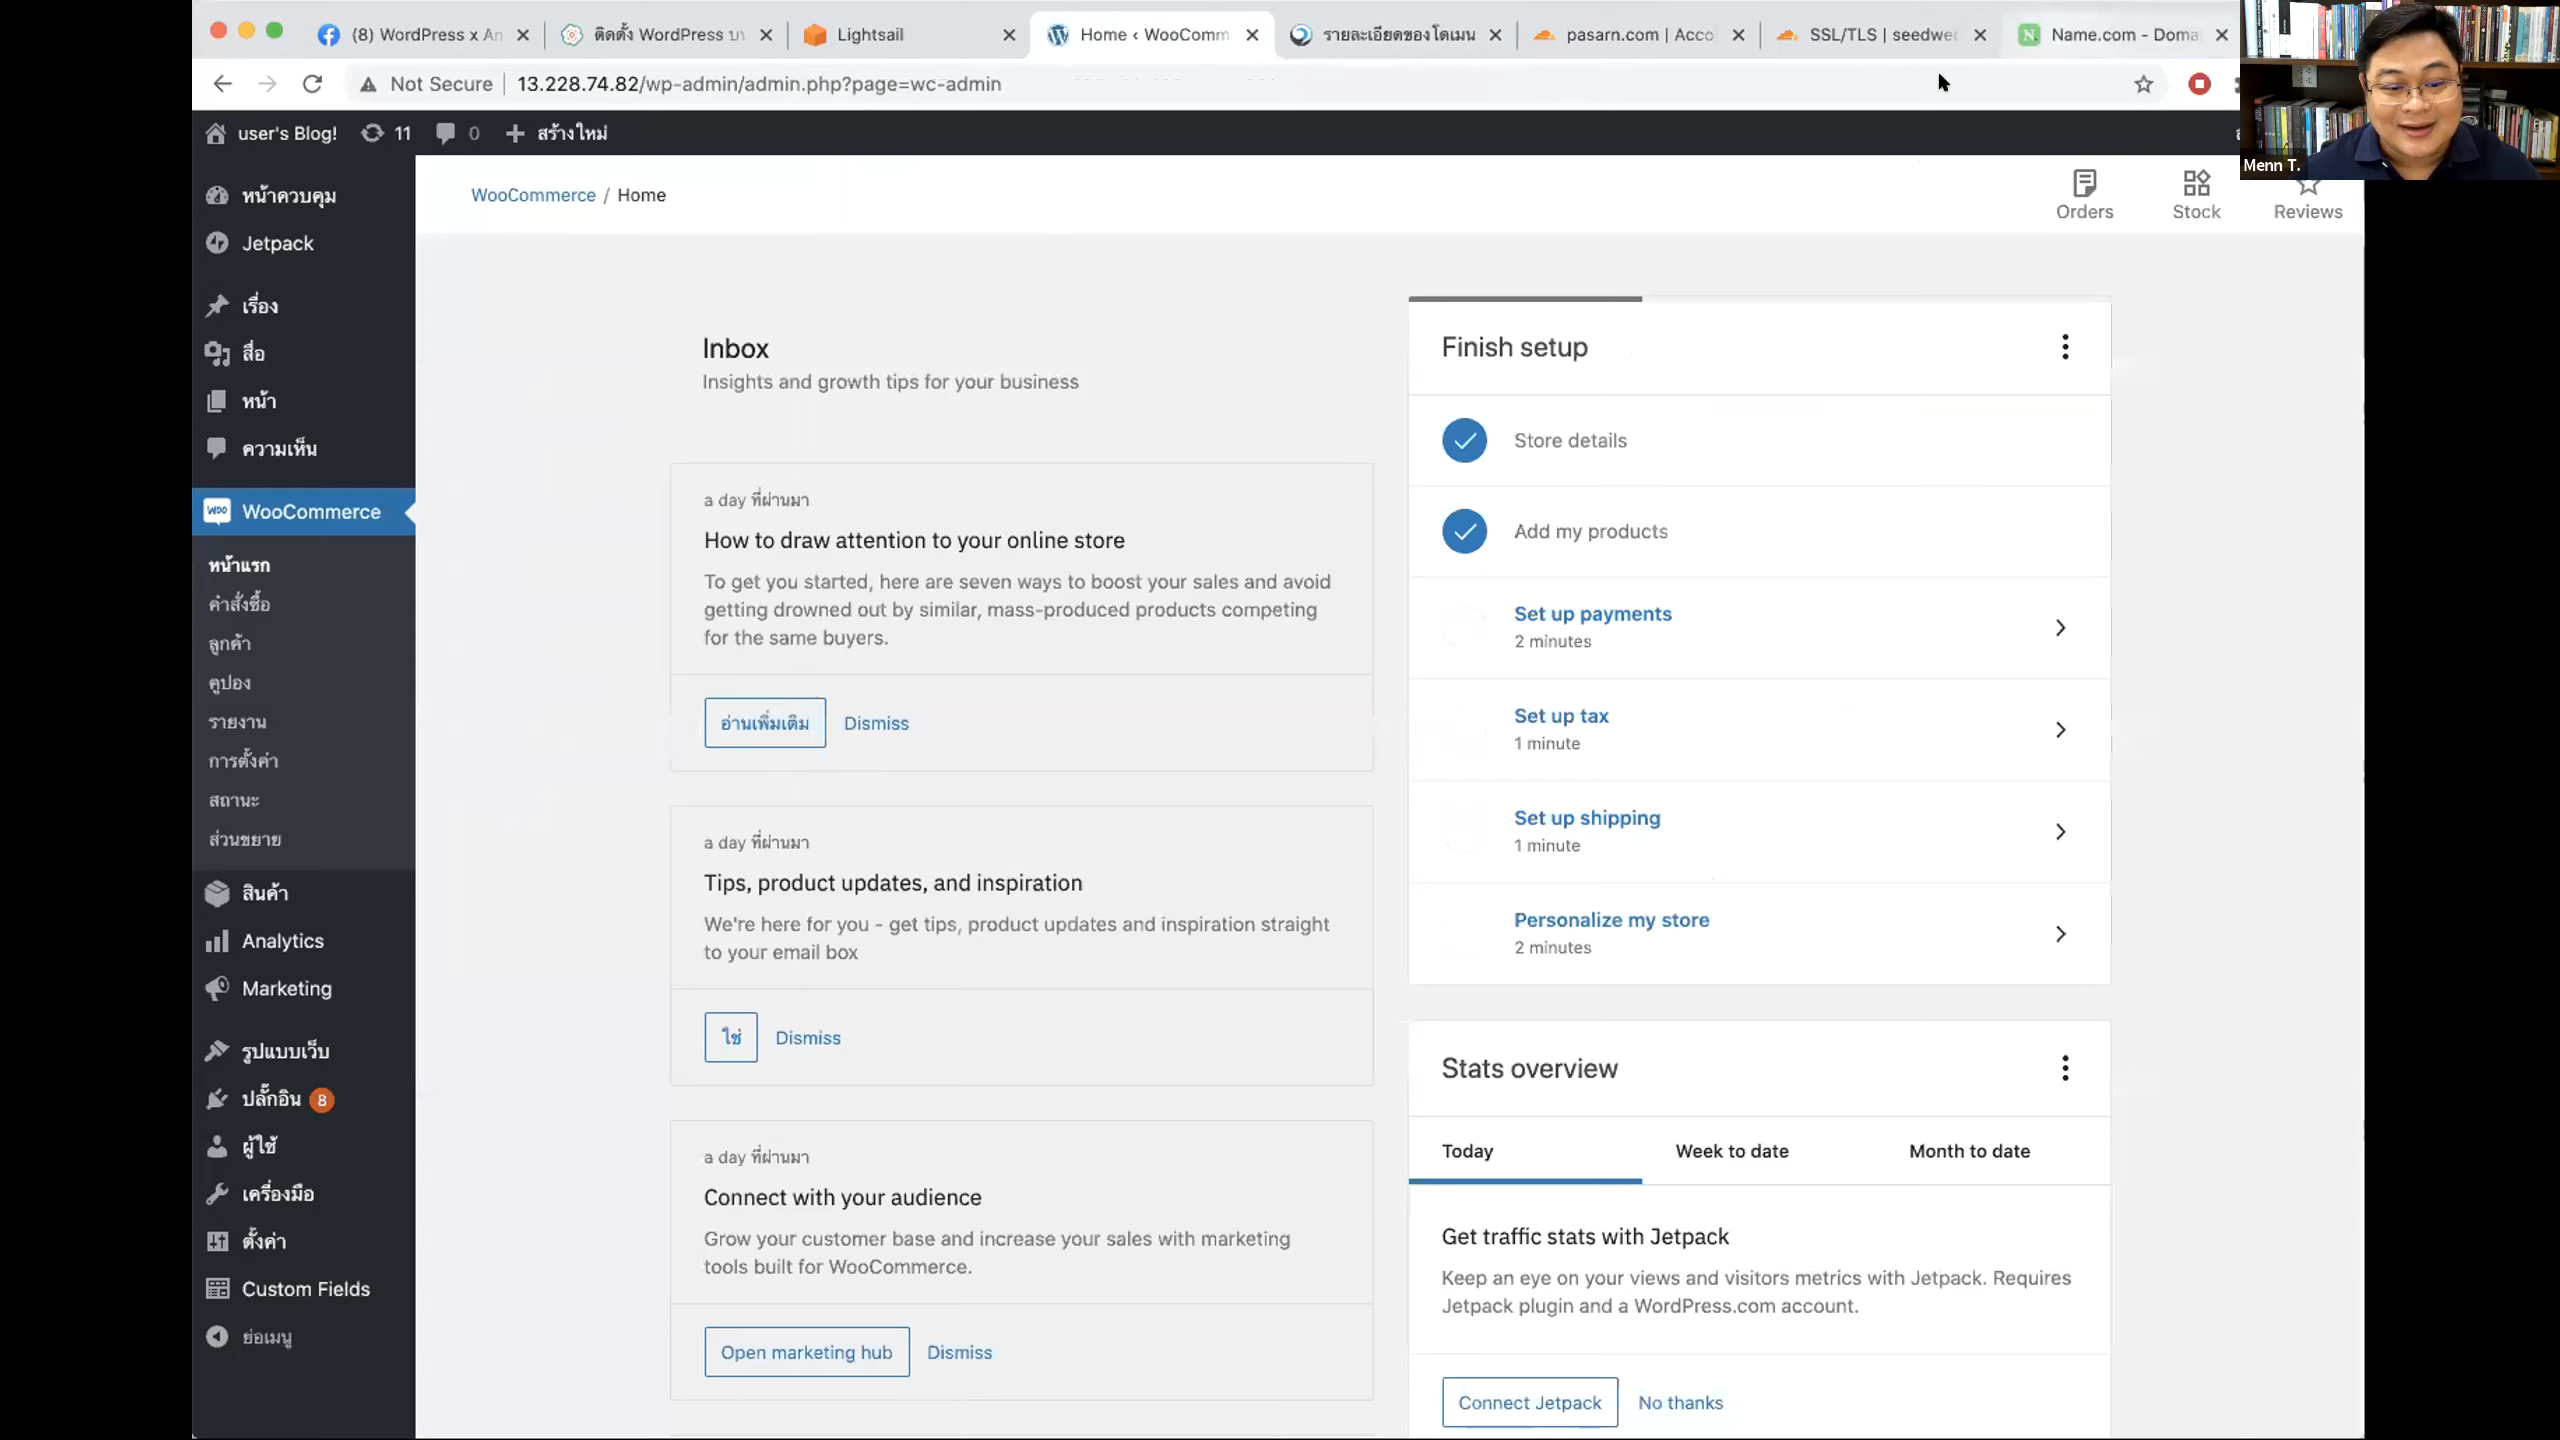 (8) WordPress x An
ติดตั้ง WordPress บน
Lightsail
Home ‹ WooComm
รายละเอียดของโดเมน
pasarn.com | Acco
SSL/TLS | seedwe
Name.com - Doma
Not Secure
13.228.74.82/wp-admin/admin.php?page=wc-admin
Menn T.
user's Blog!
11
0
สร้างใหม่
หน้าควบคุม
Jetpack
เรื่อง
สื่อ
หน้า
ความเห็น
WooCommerce
หน้าแรก
คำสั่งซื้อ
ลูกค้า
คูปอง
รายงาน
การตั้งค่า
สถานะ
ส่วนขยาย
สินค้า
Analytics
Marketing
รูปแบบเว็บ
ปลั๊กอิน 8
ผู้ใช้
เครื่องมือ
ตั้งค่า
Custom Fields
ย่อเมนู
WooCommerce / Home
Orders
Stock
Reviews
Inbox
Insights and growth tips for your business
a day ที่ผ่านมา
How to draw attention to your online store
To get you started, here are seven ways to boost your sales and avoid
getting drowned out by similar, mass-produced products competing
for the same buyers.
อ่านเพิ่มเติม
Dismiss
a day ที่ผ่านมา
Tips, product updates, and inspiration
We're here for you - get tips, product updates and inspiration straight
to your email box
ใช่
Dismiss
a day ที่ผ่านมา
Connect with your audience
Grow your customer base and increase your sales with marketing
tools built for WooCommerce.
Open marketing hub
Dismiss
Finish setup
Store details
Add my products
Set up payments
2 minutes
Set up tax
1 minute
Set up shipping
1 minute
Personalize my store
2 minutes
Stats overview
Today
Week to date
Month to date
Get traffic stats with Jetpack
Keep an eye on your views and visitors metrics with Jetpack. Requires
Jetpack plugin and a WordPress.com account.
Connect Jetpack
No thanks